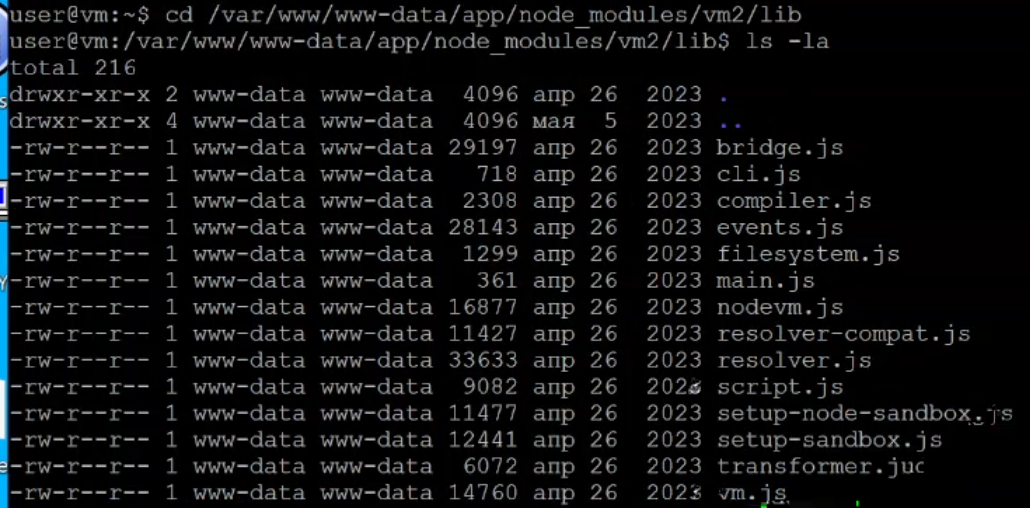 user@vm:~$ cd /var/www/www-data/app/node_modules/vm2/lib
user@vm:/var/www/www-data/app/node_modules/vm2/lib$ ls -la
total 216
drwxr-xr-x 2 www-data www-data 4096 апр 26 2023 .
drwxr-xr-x 4 www-data www-data 4096 мая 5 2023 ..
-rw-r--r-- 1 www-data www-data 29197 апр 26 2023 bridge.js
-rw-r--r-- 1 www-data www-data 718 апр 26 2023 cli.js
-rw-r--r-- 1 www-data www-data 2308 апр 26 2023 compiler.js
-rw-r--r-- 1 www-data www-data 28143 апр 26 2023 events.js
-rw-r--r-- 1 www-data www-data 1299 апр 26 2023 filesystem.js
-rw-r--r-- 1 www-data www-data 361 апр 26 2023 main.js
-rw-r--r-- 1 www-data www-data 16877 апр 26 2023 nodevm.js
-rw-r--r-- 1 www-data www-data 11427 апр 26 2023 resolver-compat.js
-rw-r--r-- 1 www-data www-data 33633 апр 26 2023 resolver.js
-rw-r--r-- 1 www-data www-data 9082 апр 26 script.js
-rw-r--r-- 1 www-data www-data 11477 апр 26 2023 setup-node-sandbox.js
-rw-r--r-- 1 www-data www-data 12441 апр 26 2023 setup-sandbox.js
-rw-r--r-- 1 www-data www-data 6072 апр 26 2023
-rw-r--r-- 1 www-data www-data 14760 апр 26 2023 vm.js